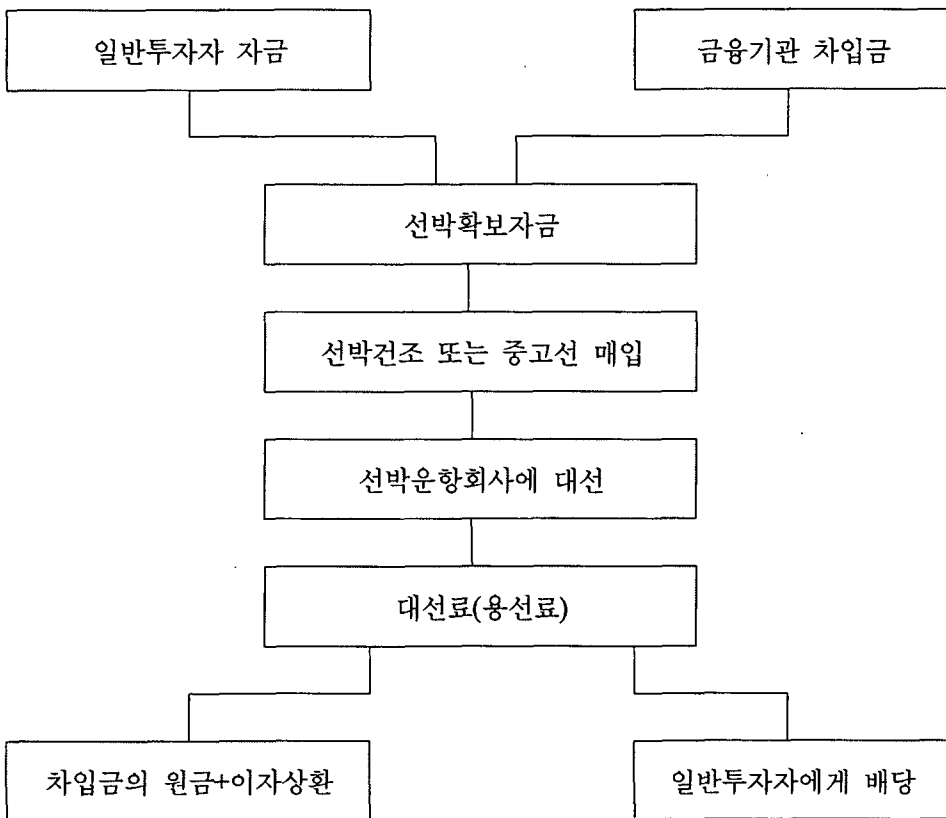 일반투자자 자금
금융기관 차입금
선박확보자금
선박건조 또는 중고선 매입
선박운항회사에 대선
대선료(용선료)
차입금의 원금+이자상환
일반투자자에게 배당